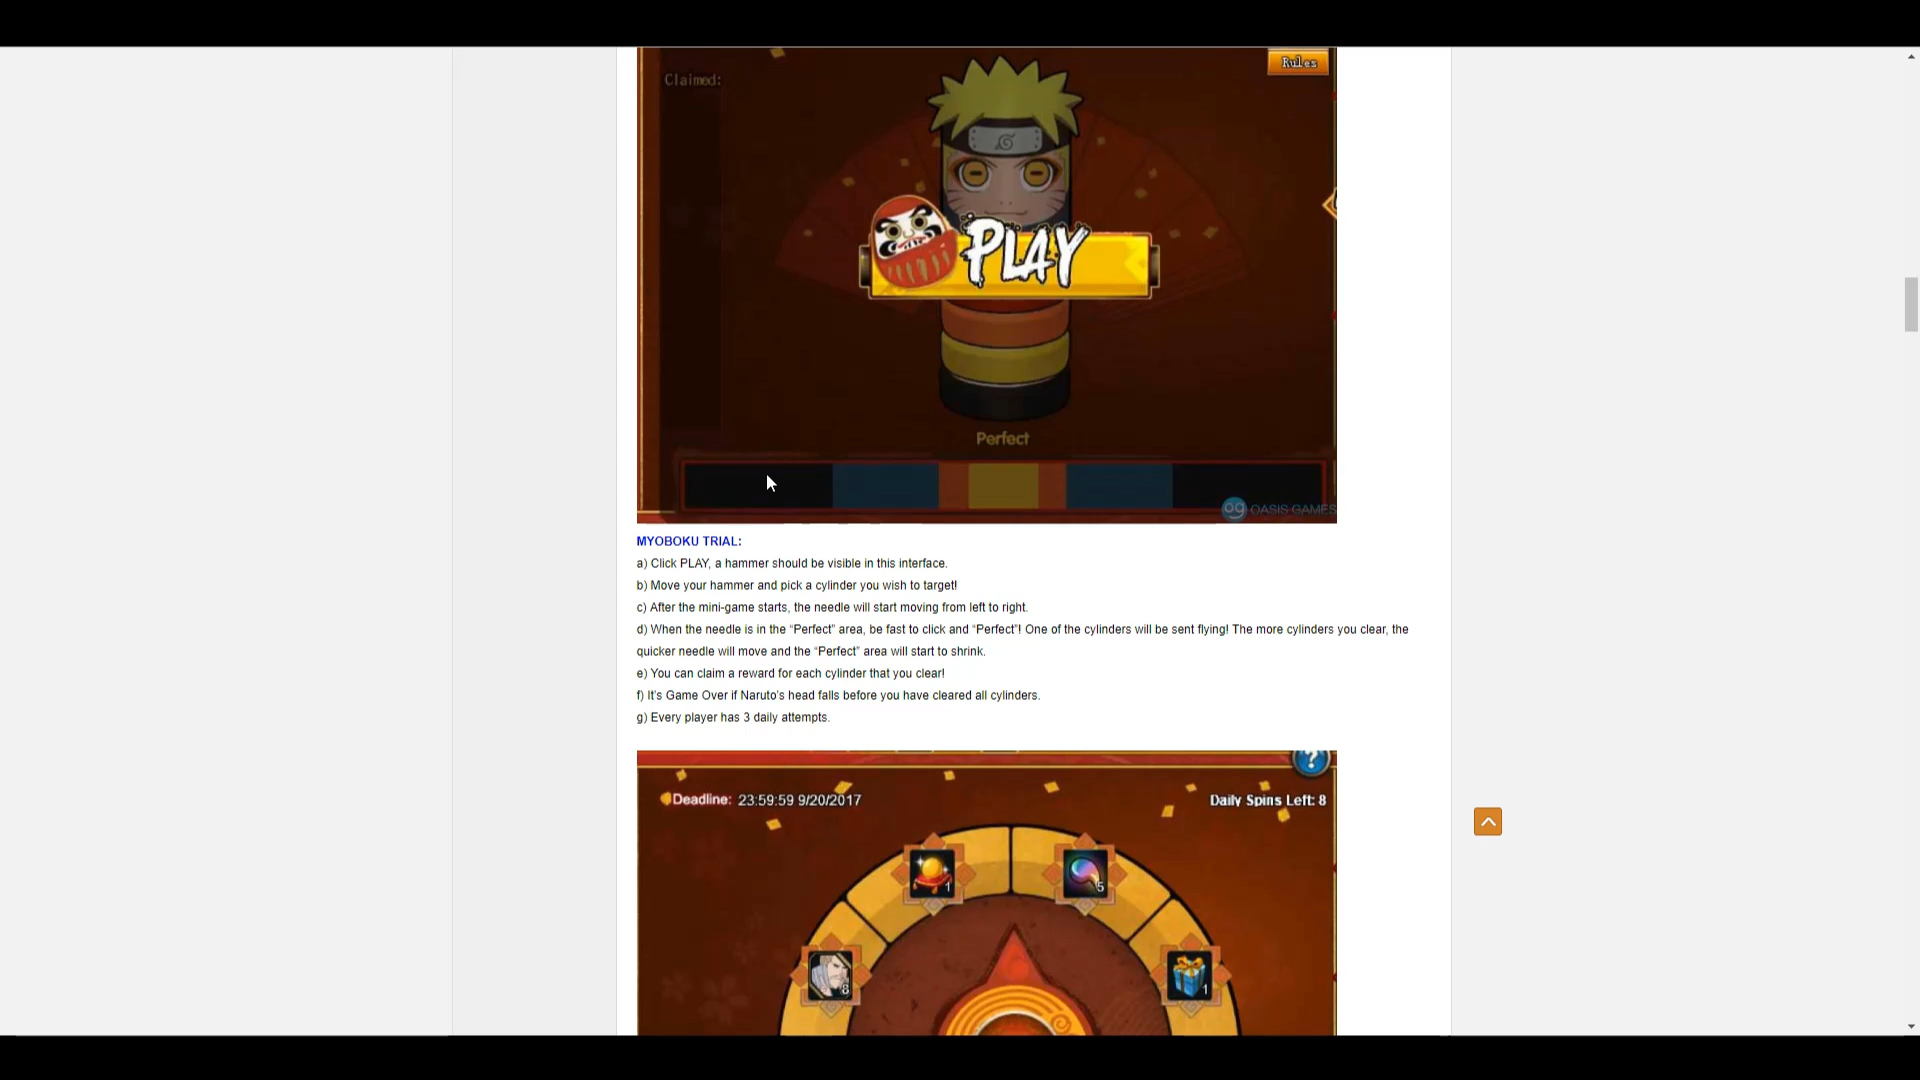 Claimed:
Rules
PLAY
Perfect
og OASIS GAMES
MYOBOKU TRIAL:
a) Click PLAY, a hammer should be visible in this interface.
b) Move your hammer and pick a cylinder you wish to target!
c) After the mini-game starts, the needle will start moving from left to right.
d) When the needle is in the “Perfect” area, be fast to click and “Perfect”! One of the cylinders will be sent flying! The more cylinders you clear, the
quicker needle will move and the “Perfect” area will start to shrink.
e) You can claim a reward for each cylinder that you clear!
f) It’s Game Over if Naruto’s head falls before you have cleared all cylinders.
g) Every player has 3 daily attempts.
?
Deadline: 23:59:59 9/20/2017
Daily Spins Left: 8
1
5
8
1